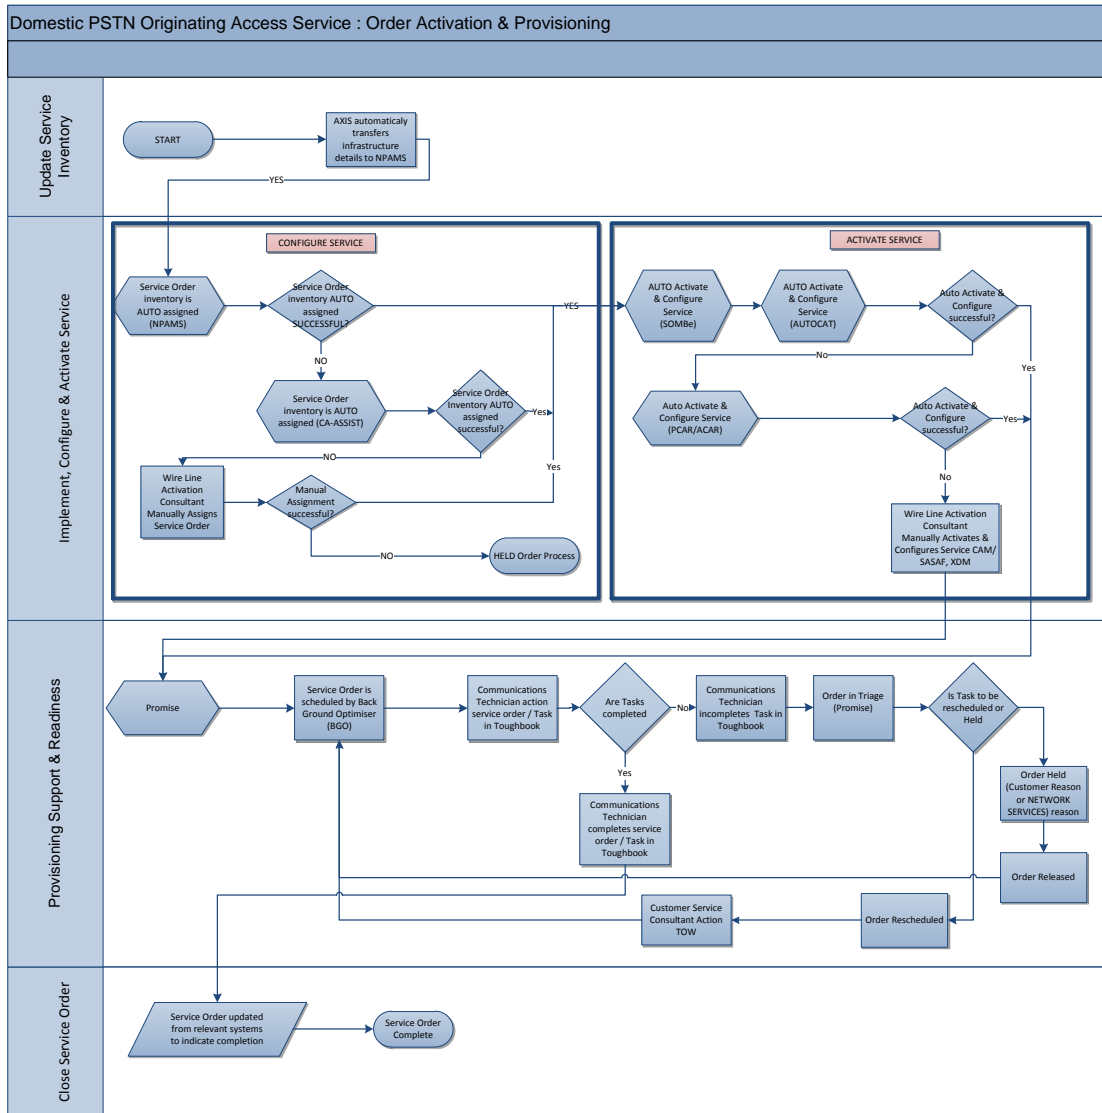 Domestic PSTN Originating Access Service : Order Activation & Provisioning
Update Service
Inventory
START
AXIS automaticaly
transfers
infrastructure
details to NPAMS
YES
Implement, Configure & Activate Service
CONFIGURE SERVICE
Service Order
inventory is
AUTO assigned
(NPAMS)
Service Order
inventory AUTO
assigned
SUCCESSFUL?
YES
NO
Service Order
inventory is AUTO
assigned (CA-ASSIST)
Service Order
Inventory AUTO
assigned
successful?
Yes
NO
Wire Line
Activation
Consultant
Manually Assigns
Service Order
Manual
Assignment
successful?
Yes
NO
HELD Order Process
ACTIVATE SERVICE
AUTO Activate
& Configure
Service
(SOMBe)
AUTO Activate
& Configure
Service
(AUTOCAT)
Auto Activate &
Configure
successful?
Yes
No
Auto Activate &
Configure Service
(PCAR/ACAR)
Auto Activate &
Configure
successful?
Yes
No
Wire Line Activation
Consultant
Manually Activates &
Configures Service CAM/
SASAF, XDM
Provisioning Support & Readiness
Promise
Service Order is
scheduled by Back
Ground Optimiser
(BGO)
Communications
Technician action
service order / Task
in Toughbook
Are Tasks
completed
No
Communications
Technician
incompletes Task in
Toughbook
Order in Triage
(Promise)
Is Task to be
rescheduled or
Held
Yes
Communications
Technician
completes service
order / Task in
Toughbook
Order Held
(Customer Reason
or NETWORK
SERVICES) reason
Order Released
Order Rescheduled
Customer Service
Consultant Action
TOW
Close Service Order
Service Order updated
from relevant systems
to indicate completion
Service Order
Complete